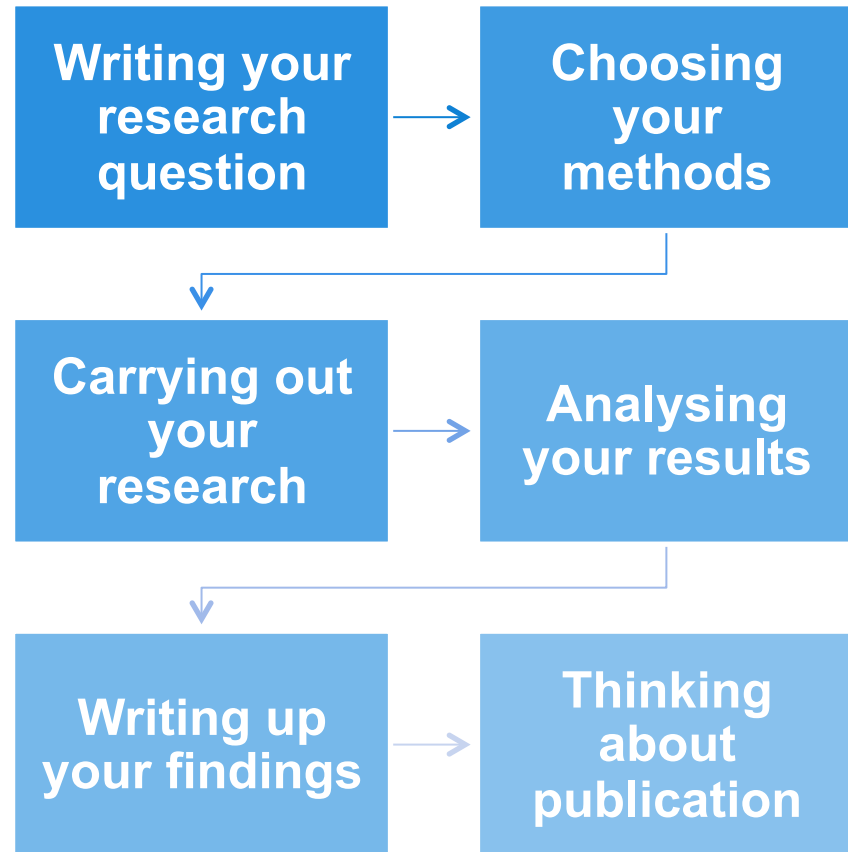 Writing your
research
question
Choosing
your
methods
Carrying out
your
research
Analysing
your results
Writing up
your findings
Thinking
about
publication